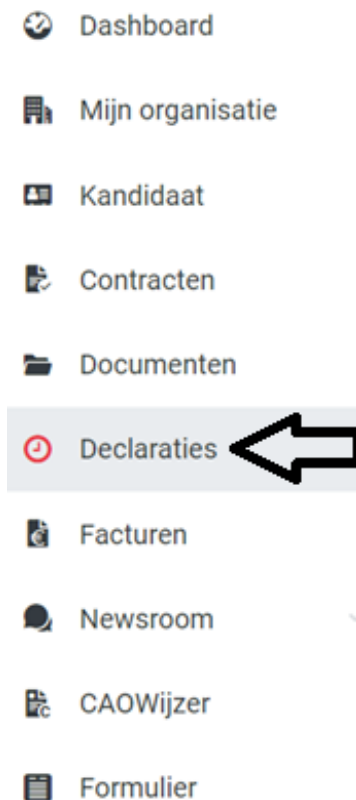 Dashboard
Mijn organisatie
Kandidaat
Contracten
Documenten
Declaraties
Facturen
Newsroom
CAOWijzer
Formulier